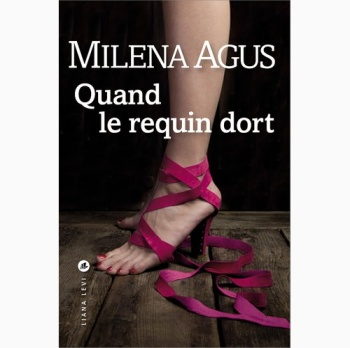 MILENA AGUS
Quand
le requin dort
LIANA LEVI